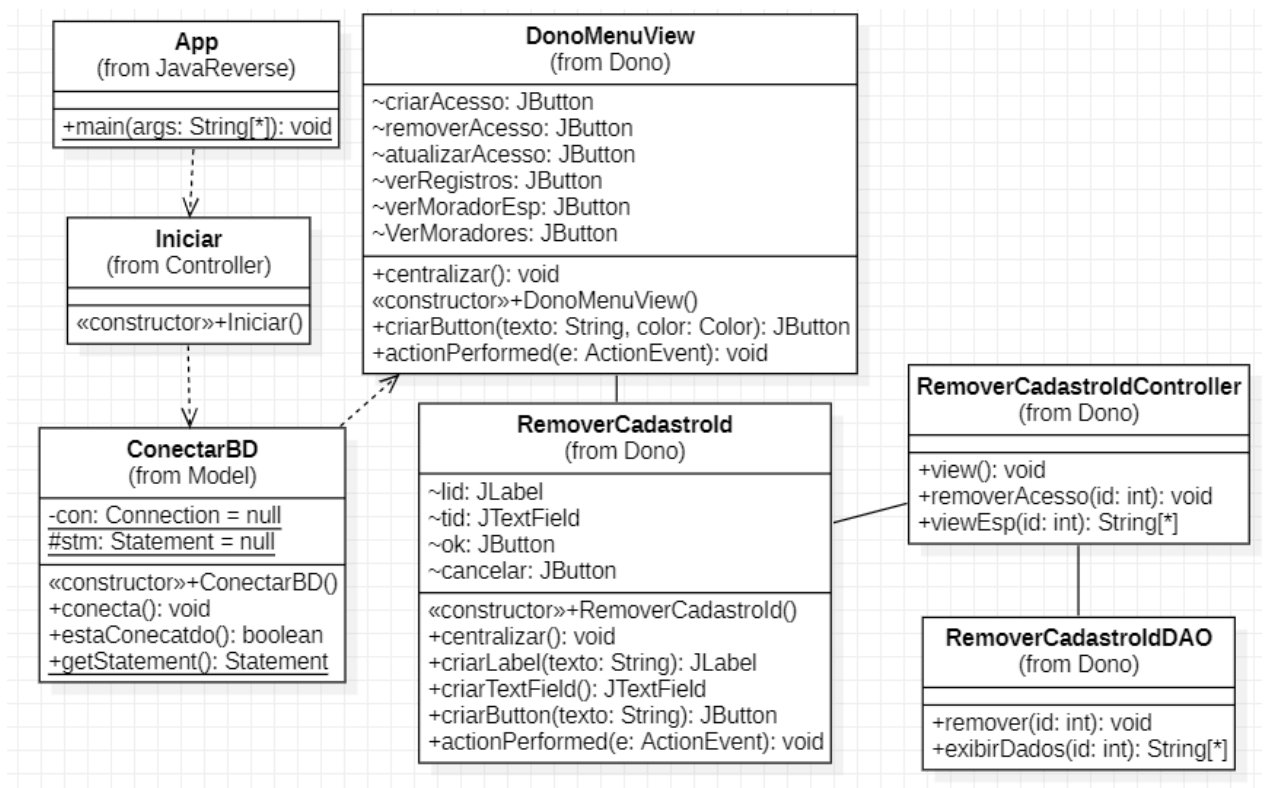 App
(from JavaReverse)
+main(args: String[*]): void
Iniciar
(from Controller)
«constructor»+Iniciar()
ConectarBD
(from Model)
-con: Connection = null
#stm: Statement = null
«constructor»+ConectarBD()
+conecta(): void
+estaConecatdo(): boolean
+getStatement(): Statement
DonoMenuView
(from Dono)
~criarAcesso: JButton
~removerAcesso: JButton
~atualizarAcesso: JButton
~verRegistros: JButton
~verMoradorEsp: JButton
~VerMoradores: JButton
+centralizar(): void
«constructor»+DonoMenuView()
+criarButton(texto: String, color: Color): JButton
+actionPerformed(e: ActionEvent): void
RemoverCadastroId
(from Dono)
~lid: JLabel
~tid: JTextField
~ok: JButton
~cancelar: JButton
«constructor»+RemoverCadastroId()
+centralizar(): void
+criarLabel(texto: String): JLabel
+criarTextField(): JTextField
+criarButton(texto: String): JButton
+actionPerformed(e: ActionEvent): void
RemoverCadastroIdController
(from Dono)
+view(): void
+removerAcesso(id: int): void
+viewEsp(id: int): String[*]
RemoverCadastroIdDAO
(from Dono)
+remover(id: int): void
+exibirDados(id: int): String[*]